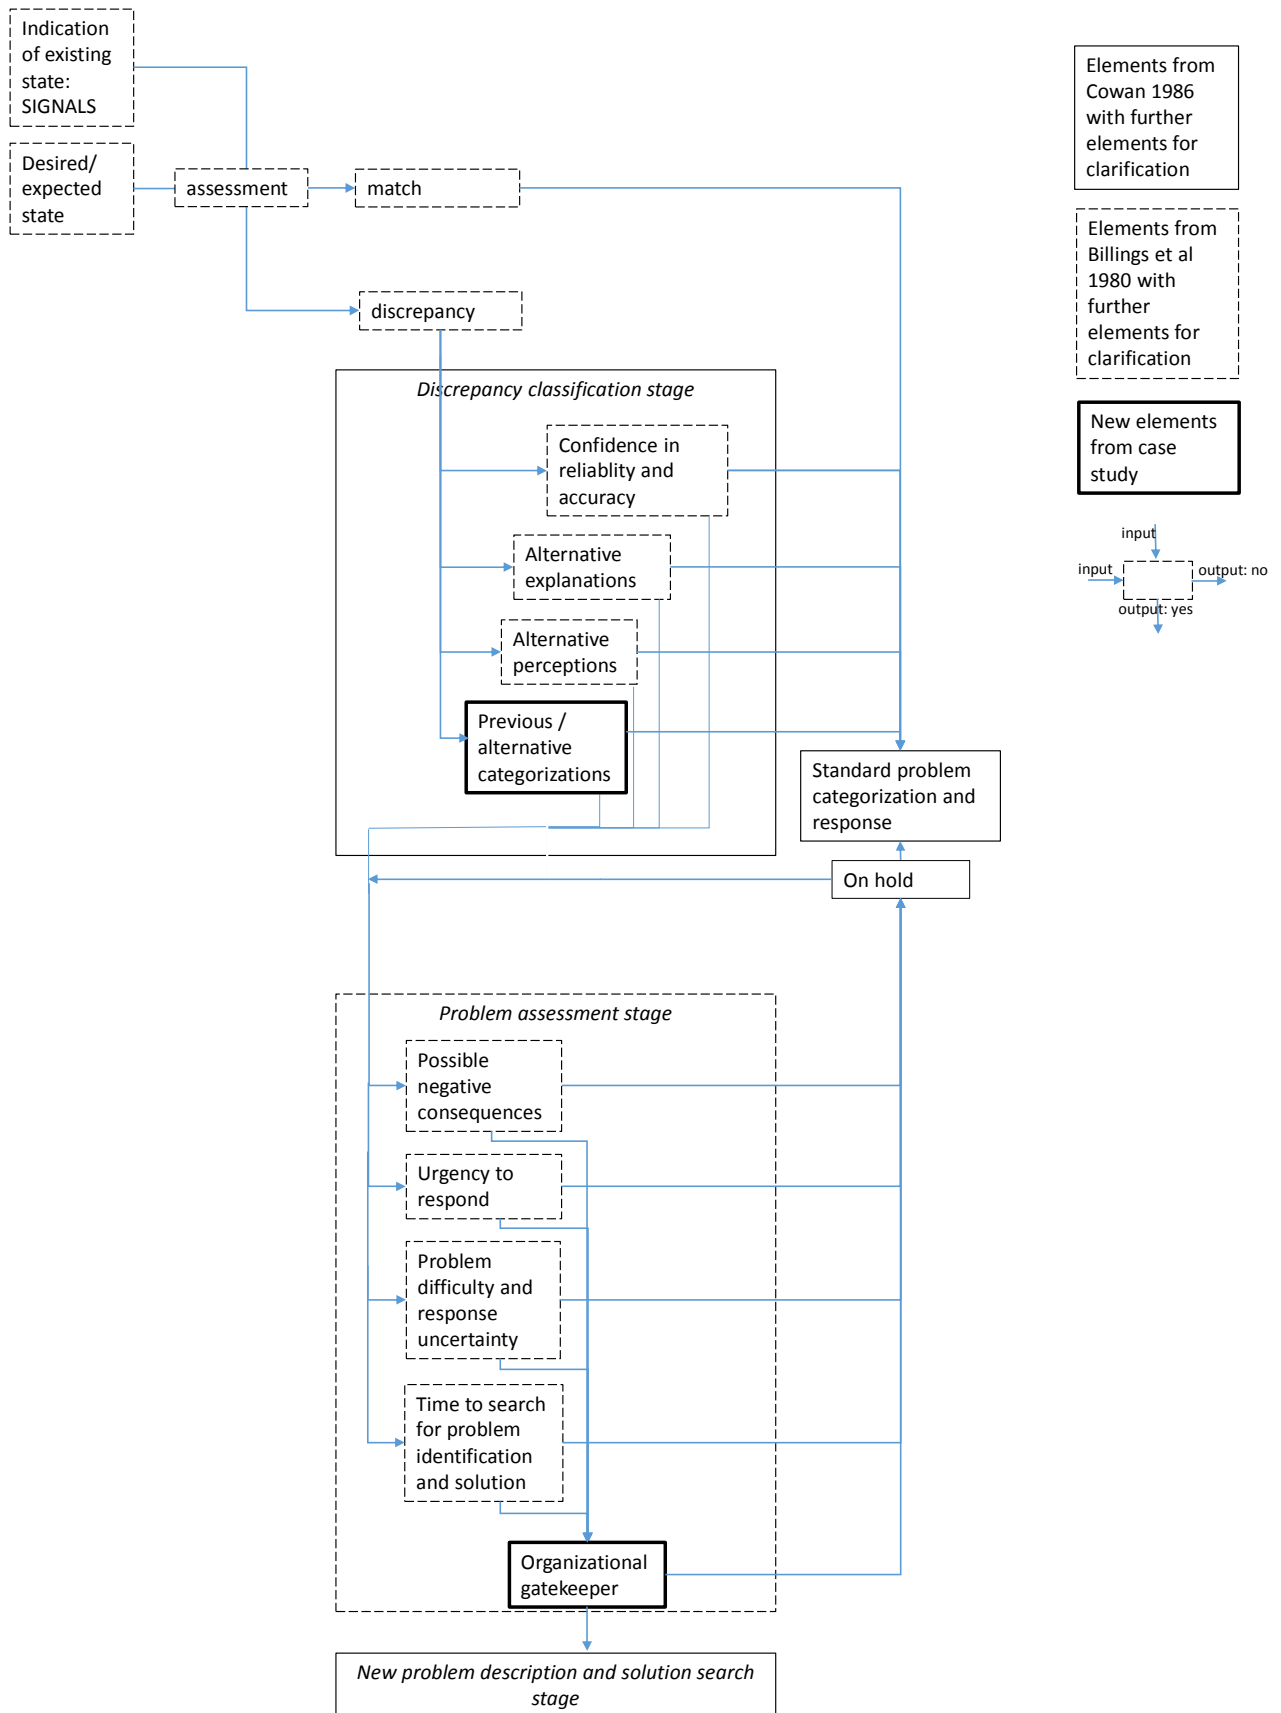 Indication
of existing
state:
SIGNALS
Desired/
expected
state
assessment
match
discrepancy
Discrepancy classification stage
Confidence in
reliablity and
accuracy
Alternative
explanations
Alternative
perceptions
Previous /
alternative
categorizations
Standard problem
categorization and
response
On hold
Problem assessment stage
Possible
negative
consequences
Urgency to
respond
Problem
difficulty and
response
uncertainty
Time to search
for problem
identification
and solution
Organizational
gatekeeper
New problem description and solution search
stage
Elements from
Cowan 1986
with further
elements for
clarification
Elements from
Billings et al
1980 with
further
elements for
clarification
New elements
from case
study
input
input
output: no
output: yes